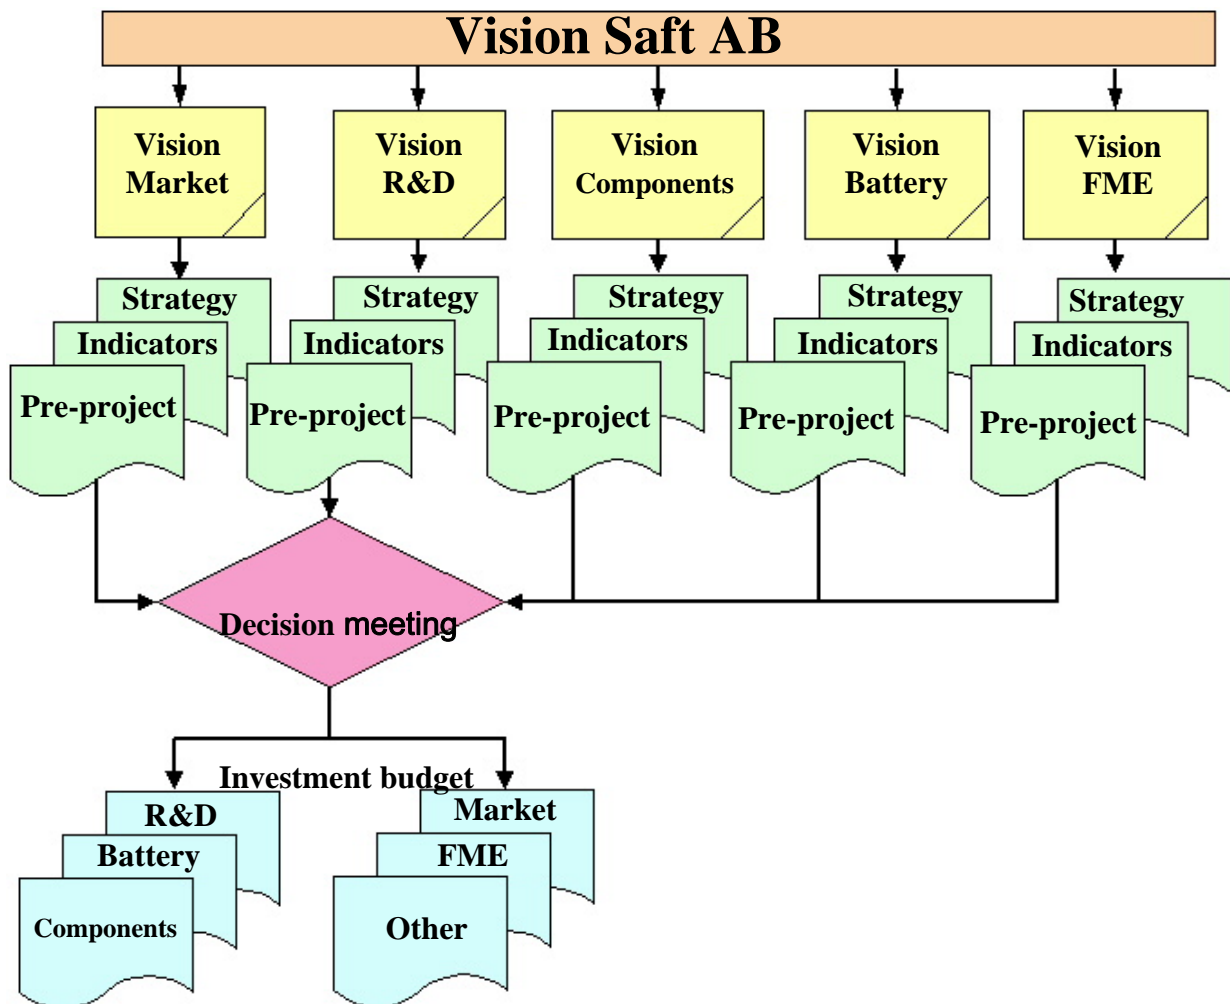 Vision Saft AB
Vision
Market
Vision
R&D
Vision
Components
Vision
Battery
Vision
FME
Strategy
Indicators
Pre-project
Strategy
Indicators
Pre-project
Strategy
Indicators
Pre-project
Strategy
Indicators
Pre-project
Strategy
Indicators
Pre-project
Decision meeting
Investment budget
R&D
Battery
Components
Market
FME
Other